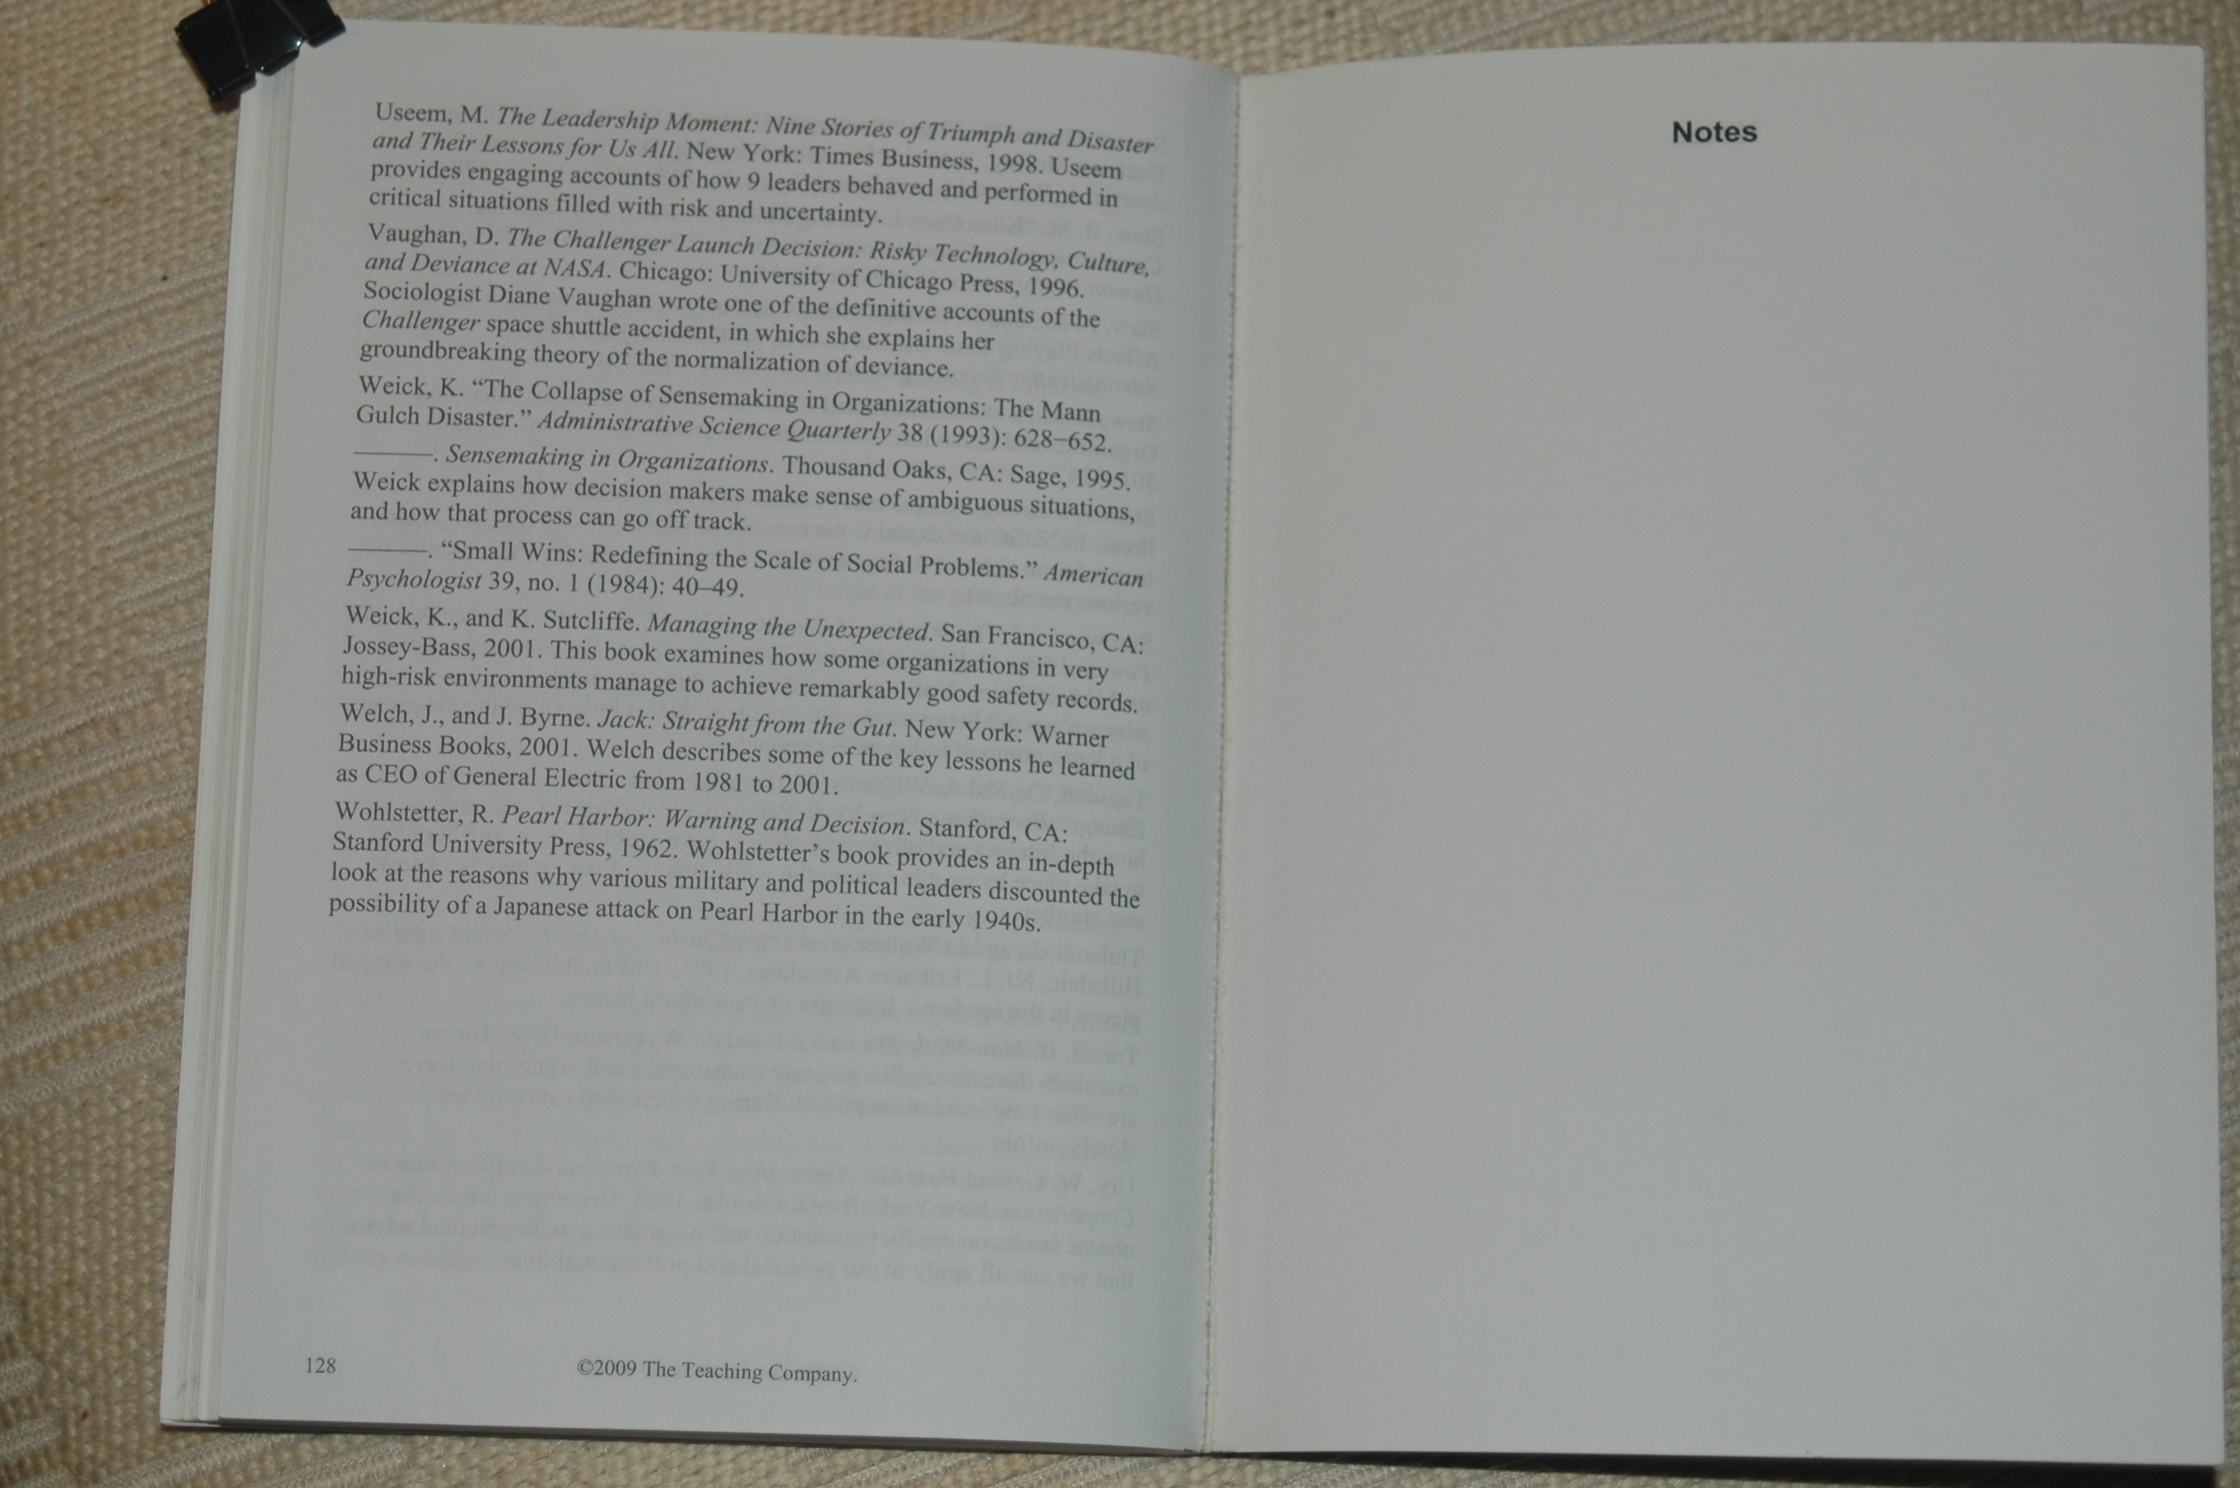 Useem, M. The Leadership Moment: Nine Stories of Triumph and Disaster
and Their Lessons for Us All. New York: Times Business, 1998. Useem
provides engaging accounts of how 9 leaders behaved and performed in
critical situations filled with risk and uncertainty.
Vaughan, D. The Challenger Launch Decision: Risky Technology, Culture,
and Deviance at NASA. Chicago: University of Chicago Press, 1996.
Sociologist Diane Vaughan wrote one of the definitive accounts of the
Challenger space shuttle accident, in which she explains her
groundbreaking theory of the normalization of deviance.
Weick, K. “The Collapse of Sensemaking in Organizations: The Mann
Gulch Disaster.” Administrative Science Quarterly 38 (1993): 628–652.
———. Sensemaking in Organizations. Thousand Oaks, CA: Sage, 1995.
Weick explains how decision makers make sense of ambiguous situations,
and how that process can go off track.
———. “Small Wins: Redefining the Scale of Social Problems.” American
Psychologist 39, no. 1 (1984): 40–49.
Weick, K., and K. Sutcliffe. Managing the Unexpected. San Francisco, CA:
Jossey-Bass, 2001. This book examines how some organizations in very
high-risk environments manage to achieve remarkably good safety records.
Welch, J., and J. Byrne. Jack: Straight from the Gut. New York: Warner
Business Books, 2001. Welch describes some of the key lessons he learned
as CEO of General Electric from 1981 to 2001.
Wohlstetter, R. Pearl Harbor: Warning and Decision. Stanford, CA:
Stanford University Press, 1962. Wohlstetter’s book provides an in-depth
look at the reasons why various military and political leaders discounted the
possibility of a Japanese attack on Pearl Harbor in the early 1940s.
128
©2009 The Teaching Company.
Notes